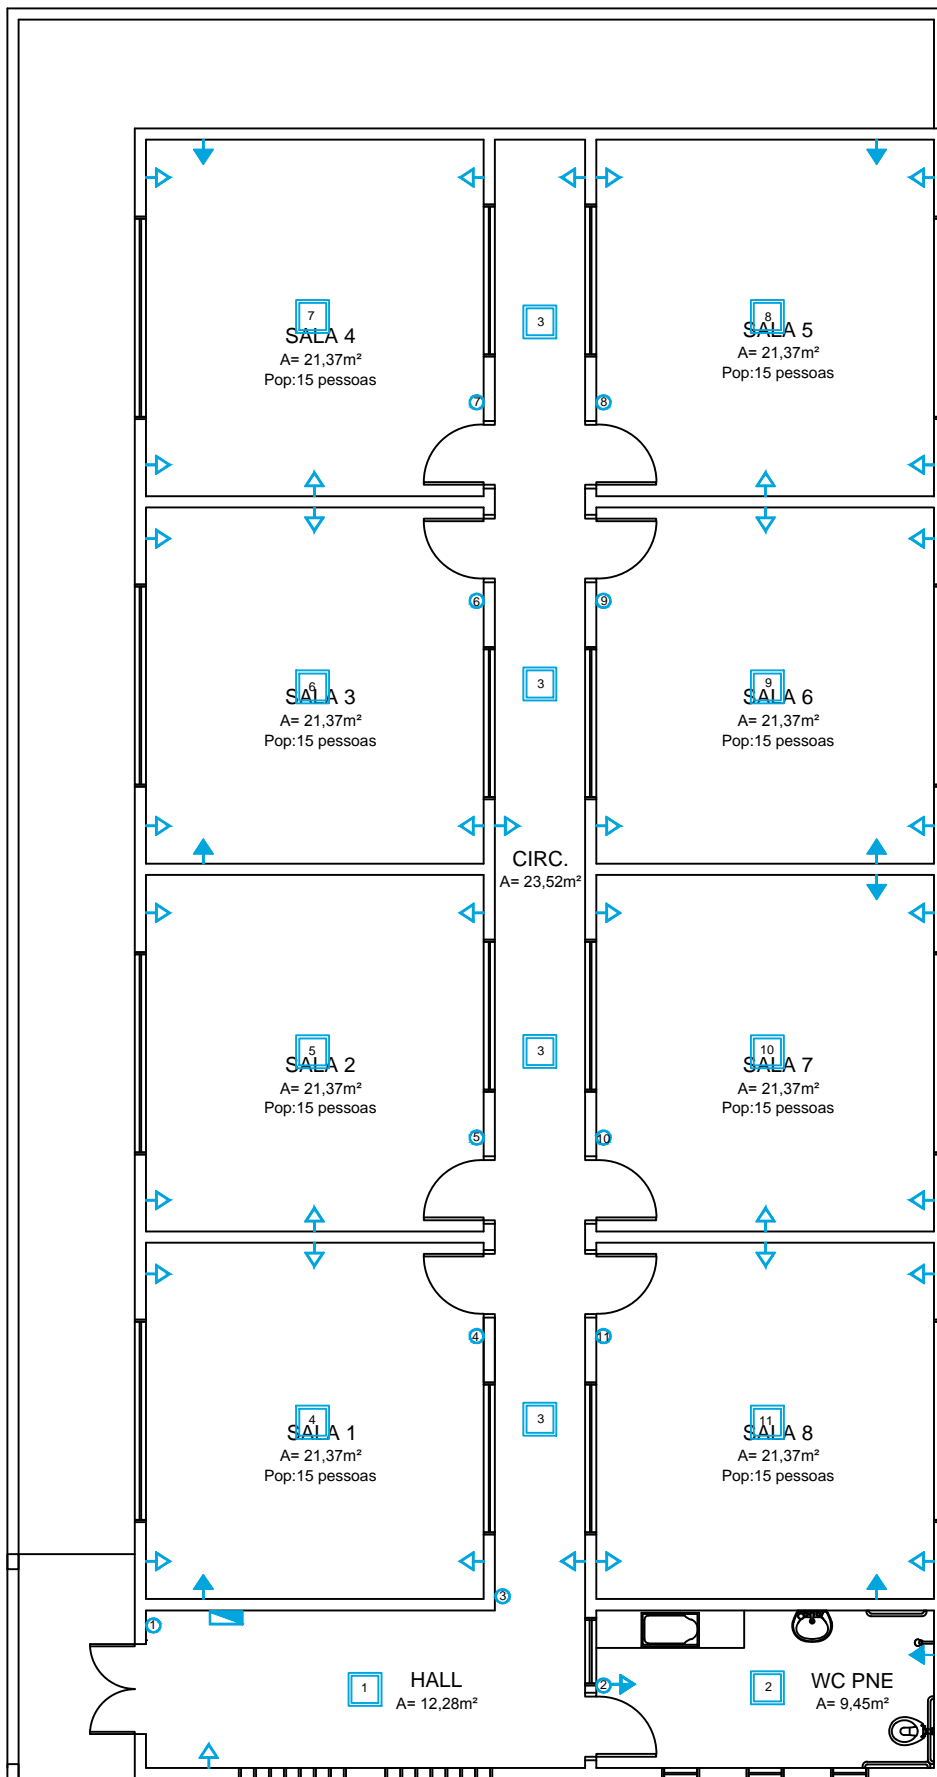 7
SALA 4
A= 21,37m²
Pop:15 pessoas
7
3
8
SALA 5
A= 21,37m²
Pop:15 pessoas
8
6
SALA 3
A= 21,37m²
Pop:15 pessoas
6
3
9
SALA 6
A= 21,37m²
Pop:15 pessoas
9
CIRC.
A= 23,52m²
5
SALA 2
A= 21,37m²
Pop:15 pessoas
5
3
10
SALA 7
A= 21,37m²
Pop:15 pessoas
10
4
SALA 1
A= 21,37m²
Pop:15 pessoas
4
3
11
SALA 8
A= 21,37m²
Pop:15 pessoas
11
3
1
1
HALL
A= 12,28m²
2
2
WC PNE
A= 9,45m²